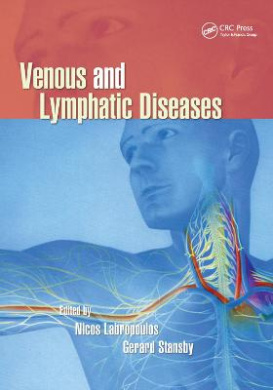 CRC Press
Taylor & Francis Group
Venous and
Lymphatic Diseases
Edited by
Nicos Labropoulos
Gerard Stansby